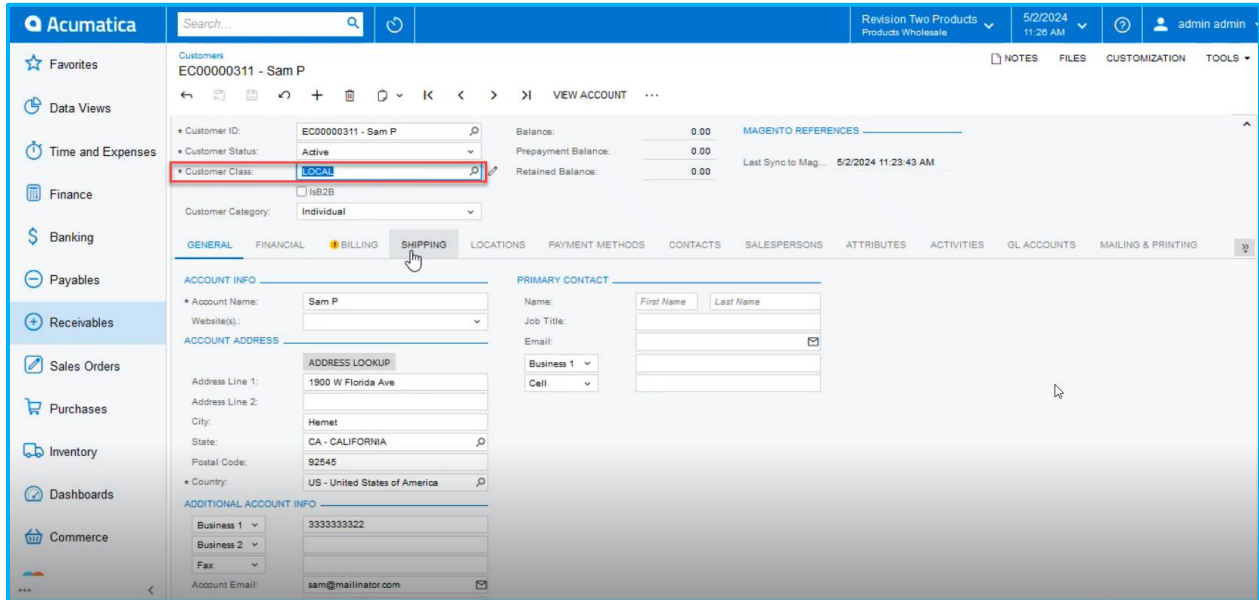 Acumatica
Search...
Revision Two Products
Products Wholesale
5/2/2024
11:26 AM
admin admin
Favorites
Data Views
Time and Expenses
Finance
Banking
Payables
Receivables
Sales Orders
Purchases
Inventory
Dashboards
Commerce
Customers
EC00000311 - Sam P
NOTES FILES CUSTOMIZATION TOOLS
VIEW ACCOUNT ...
* Customer ID: EC00000311 - Sam P
* Customer Status: Active
* Customer Class: LOCAL
IsB2B
Customer Category: Individual
Balance: 0.00
Prepayment Balance: 0.00
Retained Balance: 0.00
MAGENTO REFERENCES
Last Sync to Mag... 5/2/2024 11:23:43 AM
GENERAL FINANCIAL BILLING SHIPPING LOCATIONS PAYMENT METHODS CONTACTS SALESPERSONS ATTRIBUTES ACTIVITIES GL ACCOUNTS MAILING & PRINTING
ACCOUNT INFO
* Account Name: Sam P
Website(s).:
ACCOUNT ADDRESS
ADDRESS LOOKUP
Address Line 1: 1900 W Florida Ave
Address Line 2:
City: Hemet
State: CA - CALIFORNIA
Postal Code: 92545
* Country: US - United States of America
ADDITIONAL ACCOUNT INFO
Business 1 3333333322
Business 2
Fax
Account Email: sam@mailinator.com
PRIMARY CONTACT
Name: First Name Last Name
Job Title:
Email:
Business 1
Cell